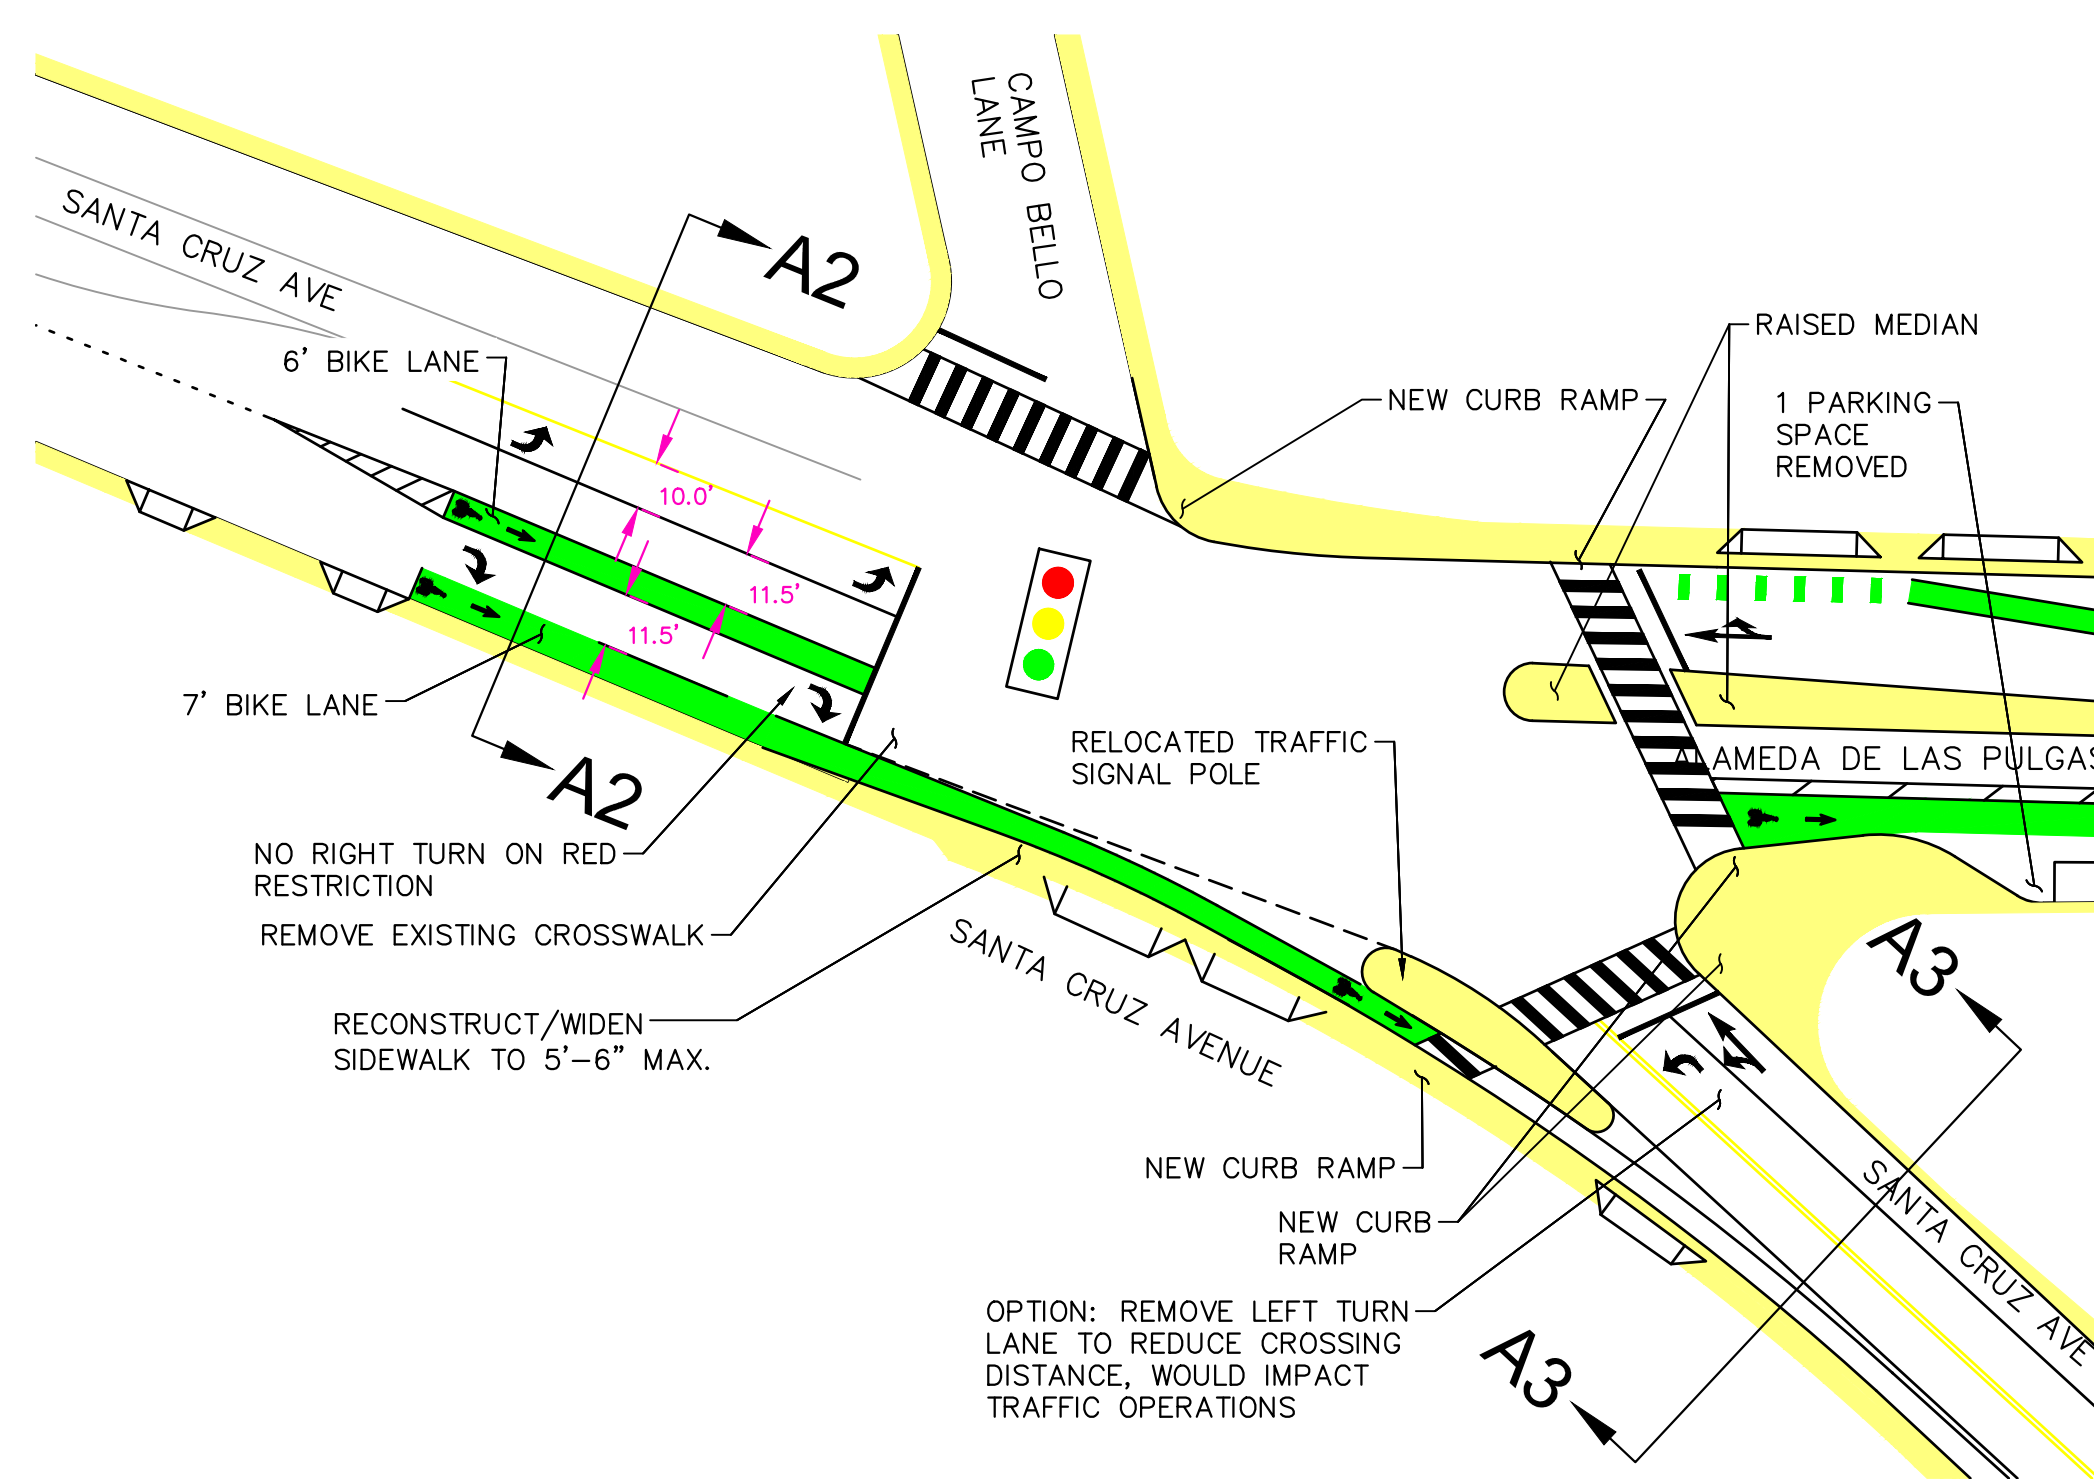 CAMPO BELLO
LANE
SANTA CRUZ AVE
A2
RAISED MEDIAN
6' BIKE LANE
NEW CURB RAMP
1 PARKING
SPACE
REMOVED
10.0'
11.5'
11.5'
7' BIKE LANE
RELOCATED TRAFFIC
SIGNAL POLE
ALAMEDA DE LAS PULGAS
A2
NO RIGHT TURN ON RED
RESTRICTION
REMOVE EXISTING CROSSWALK
SANTA CRUZ AVENUE
A3
RECONSTRUCT/WIDEN
SIDEWALK TO 5'-6" MAX.
NEW CURB RAMP
NEW CURB
RAMP
SANTA CRUZ AVE
OPTION: REMOVE LEFT TURN
LANE TO REDUCE CROSSING
DISTANCE, WOULD IMPACT
TRAFFIC OPERATIONS
A3